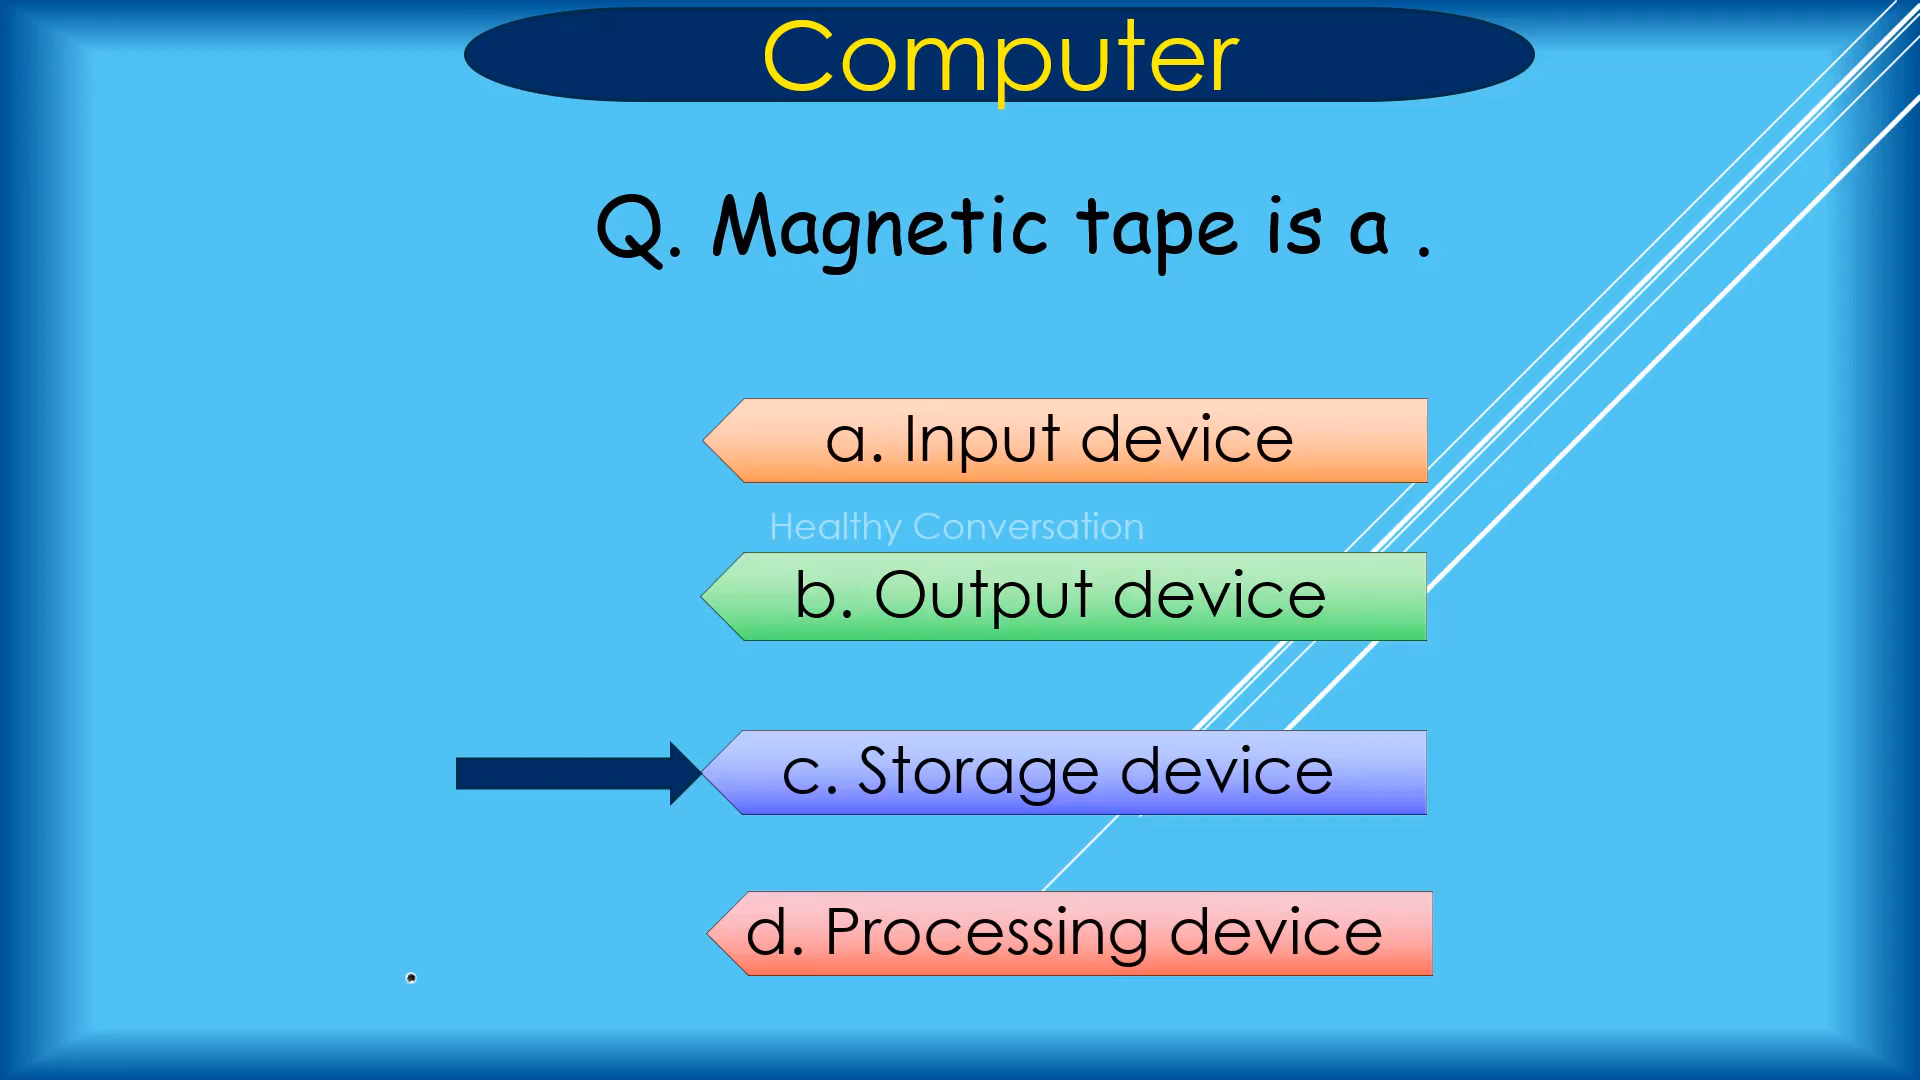 Computer
Q. Magnetic tape is a .
a. Input device
Healthy Conversation
b. Output device
c. Storage device
d. Processing device